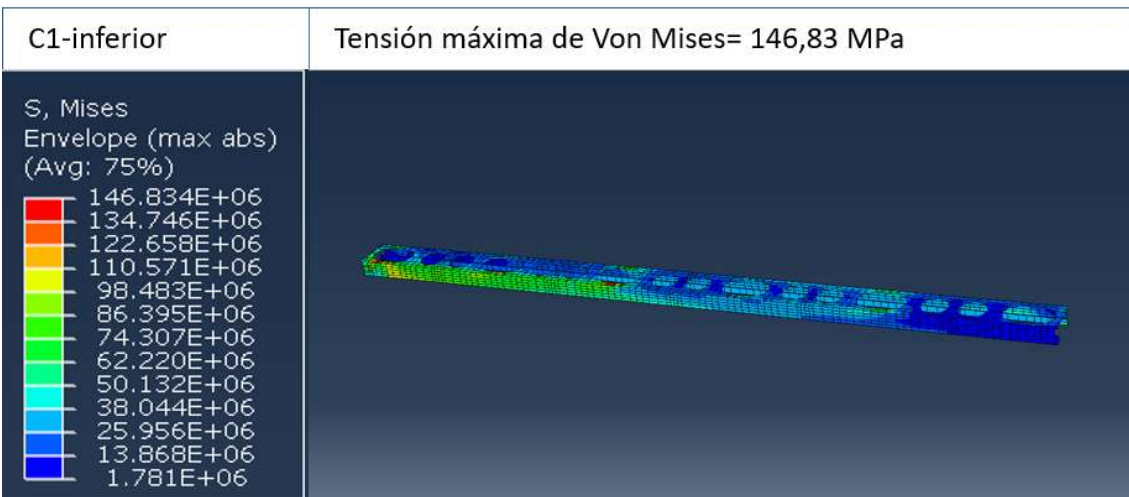 C1-inferior
Tensión máxima de Von Mises= 146,83 MPa
S, Mises
Envelope (max abs)
(Avg: 75%)
146.834E+06
134.746E+06
122.658E+06
110.571E+06
98.483E+06
86.395E+06
74.307E+06
62.220E+06
50.132E+06
38.044E+06
25.956E+06
13.868E+06
1.781E+06